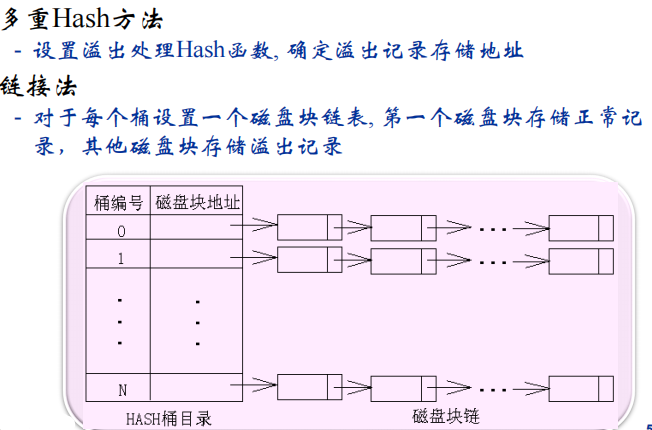 多重Hash方法
- 设置溢出处理Hash函数, 确定溢出记录存储地址
链接法
- 对于每个桶设置一个磁盘块链表, 第一个磁盘块存储正常记
录，其他磁盘块存储溢出记录
桶编号 磁盘块地址
0
1
N
HASH桶目录 磁盘块链
5